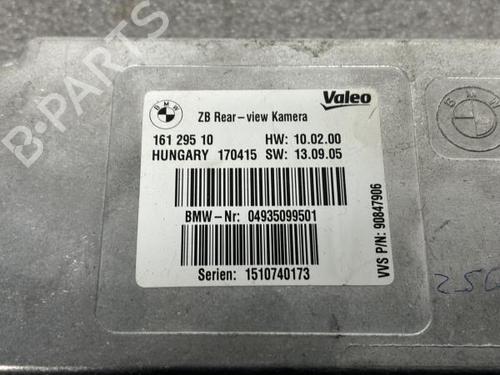 BMW
Valeo
ZB Rear-view Kamera
161 295 10 HW: 10.02.00
HUNGARY 170415 SW: 13.09.05
BMW-Nr: 04935099501
Serien: 1510740173
VVS P/N: 90847906
BMW
B-PARTS